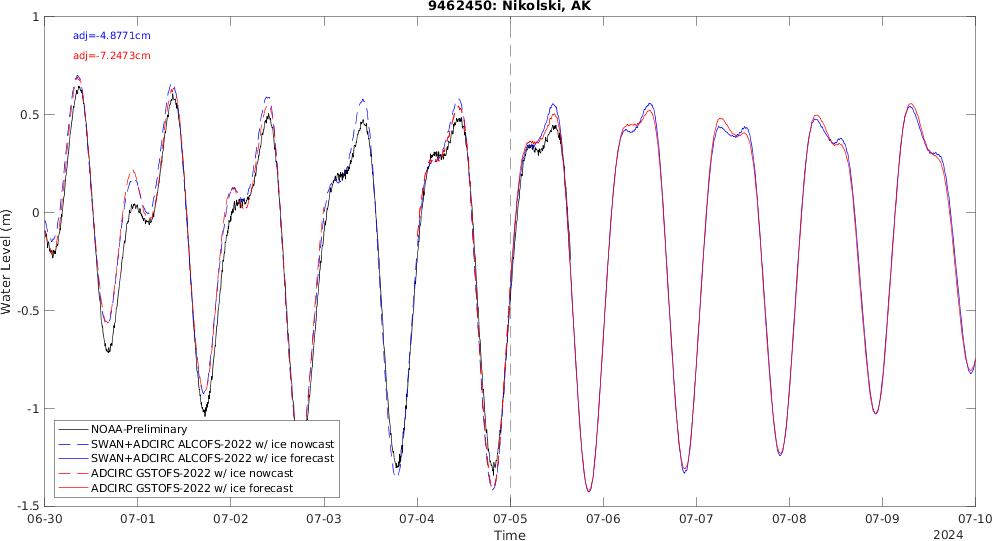 9462450: Nikolski, AK
adj=-4.8771cm
adj=-7.2473cm
Water Level (m)
1
0.5
0
-0.5
-1
-1.5
NOAA-Preliminary
SWAN+ADCIRC ALCOFS-2022 w/ ice nowcast
SWAN+ADCIRC ALCOFS-2022 w/ ice forecast
ADCIRC GSTOFS-2022 w/ ice nowcast
ADCIRC GSTOFS-2022 w/ ice forecast
06-30 07-01 07-02 07-03 07-04 07-05 07-06 07-07 07-08 07-09 07-10
Time
2024